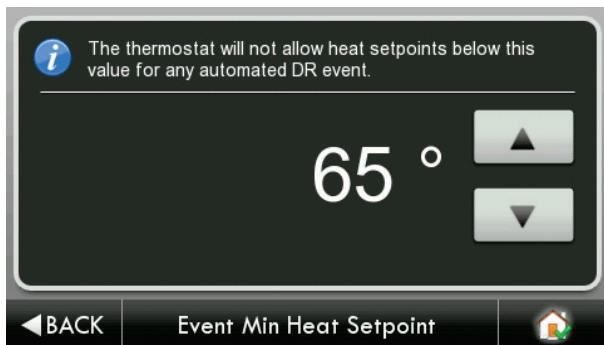 The thermostat will not allow heat setpoints below this
value for any automated DR event.
65 °
BACK
Event Min Heat Setpoint